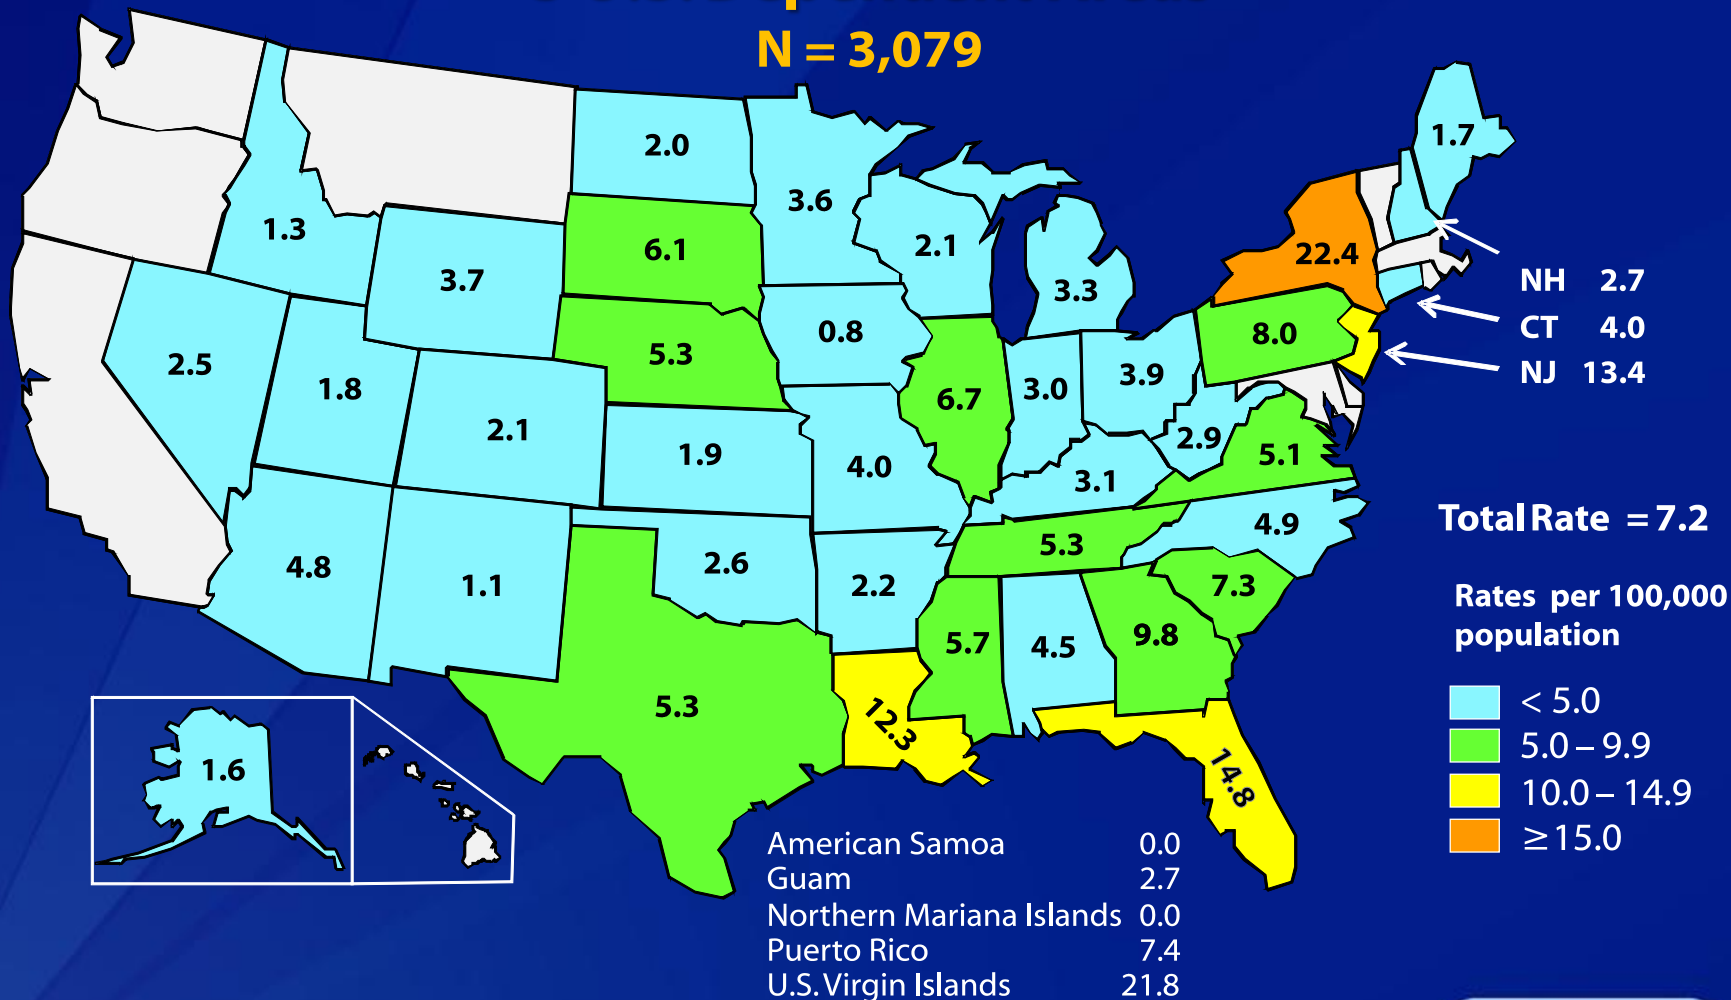 N = 3,079
1.7
2.0
3.6
1.3
6.1
2.1
22.4
3.7
3.3
NH 2.7
CT 4.0
NJ 13.4
0.8
8.0
2.5
5.3
1.8
6.7
3.0
3.9
2.1
1.9
4.0
2.9
5.1
3.1
4.9
Total Rate = 7.2
4.8
1.1
2.6
2.2
5.3
7.3
Rates per 100,000
population
5.7
4.5
9.8
5.3
12.3
14.8
1.6
< 5.0
5.0 – 9.9
10.0 – 14.9
≥ 15.0
American Samoa 0.0
Guam 2.7
Northern Mariana Islands 0.0
Puerto Rico 7.4
U.S. Virgin Islands 21.8